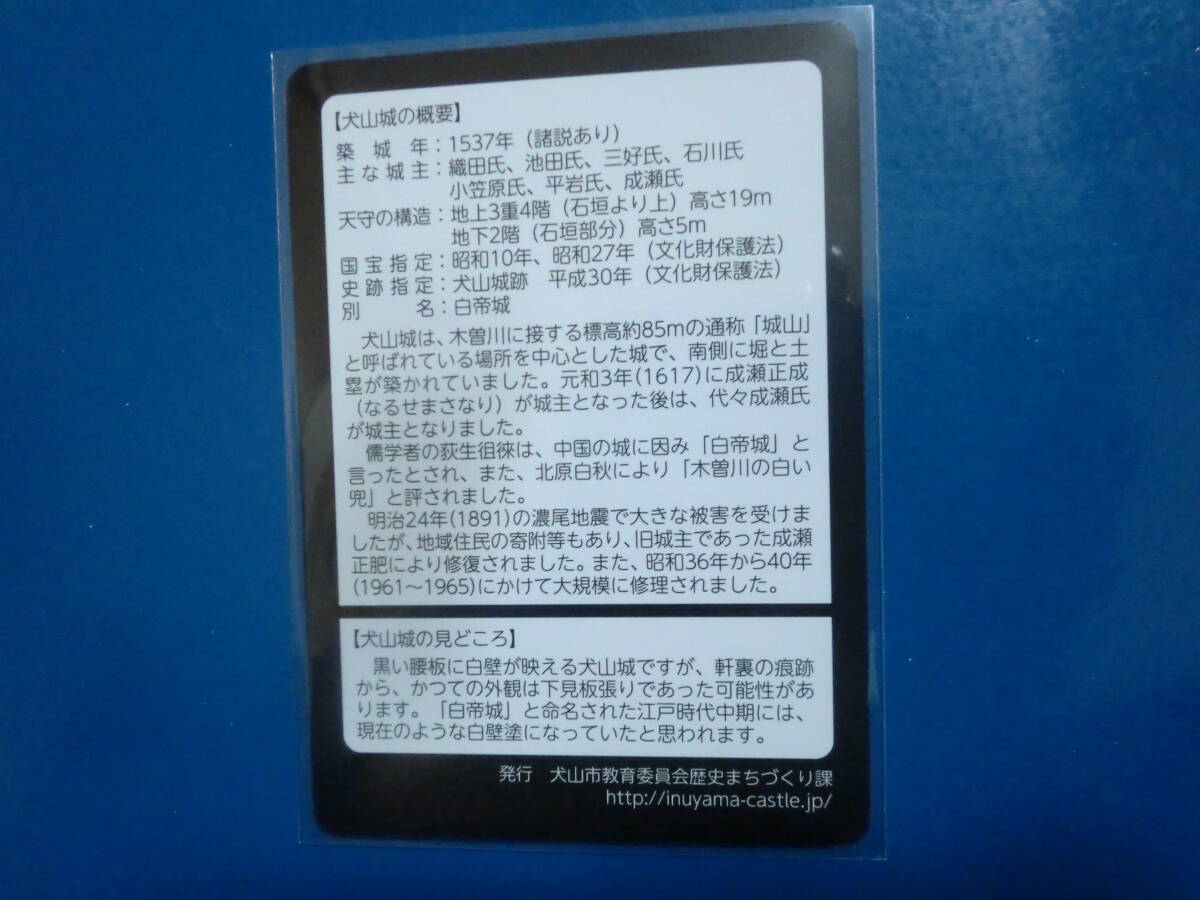 【犬山城の概要】
築城年：1537年（諸説あり）
主な城主：織田氏、池田氏、三好氏、石川氏
小笠原氏、平岩氏、成瀬氏
天守の構造：地上3重4階（石垣より上）高さ19m
地下2階（石垣部分）高さ5m
国宝指定：昭和10年、昭和27年（文化財保護法）
史跡指定：犬山城跡　平成30年（文化財保護法）
別名：白帝城
犬山城は、木曽川に接する標高約85mの通称「城山」
と呼ばれている場所を中心とした城で、南側に堀と土
塁が築かれていました。元和3年(1617)に成瀬正成
（なるせまさなり）が城主となった後は、代々成瀬氏
が城主となりました。
儒学者の荻生徂徠は、中国の城に因み「白帝城」と
言ったとされ、また、北原白秋により「木曽川の白い
兜」と評されました。
明治24年(1891)の濃尾地震で大きな被害を受けま
したが、地域住民の寄附等もあり、旧城主であった成瀬
正肥により修復されました。また、昭和36年から40年
(1961～1965)にかけて大規模に修理されました。
【犬山城の見どころ】
黒い腰板に白壁が映える犬山城ですが、軒裏の痕跡
から、かつての外観は下見板張りであった可能性があ
ります。「白帝城」と命名された江戸時代中期には、
現在のような白壁塗になっていたと思われます。
発行　犬山市教育委員会歴史まちづくり課
http://inuyama-castle.jp/